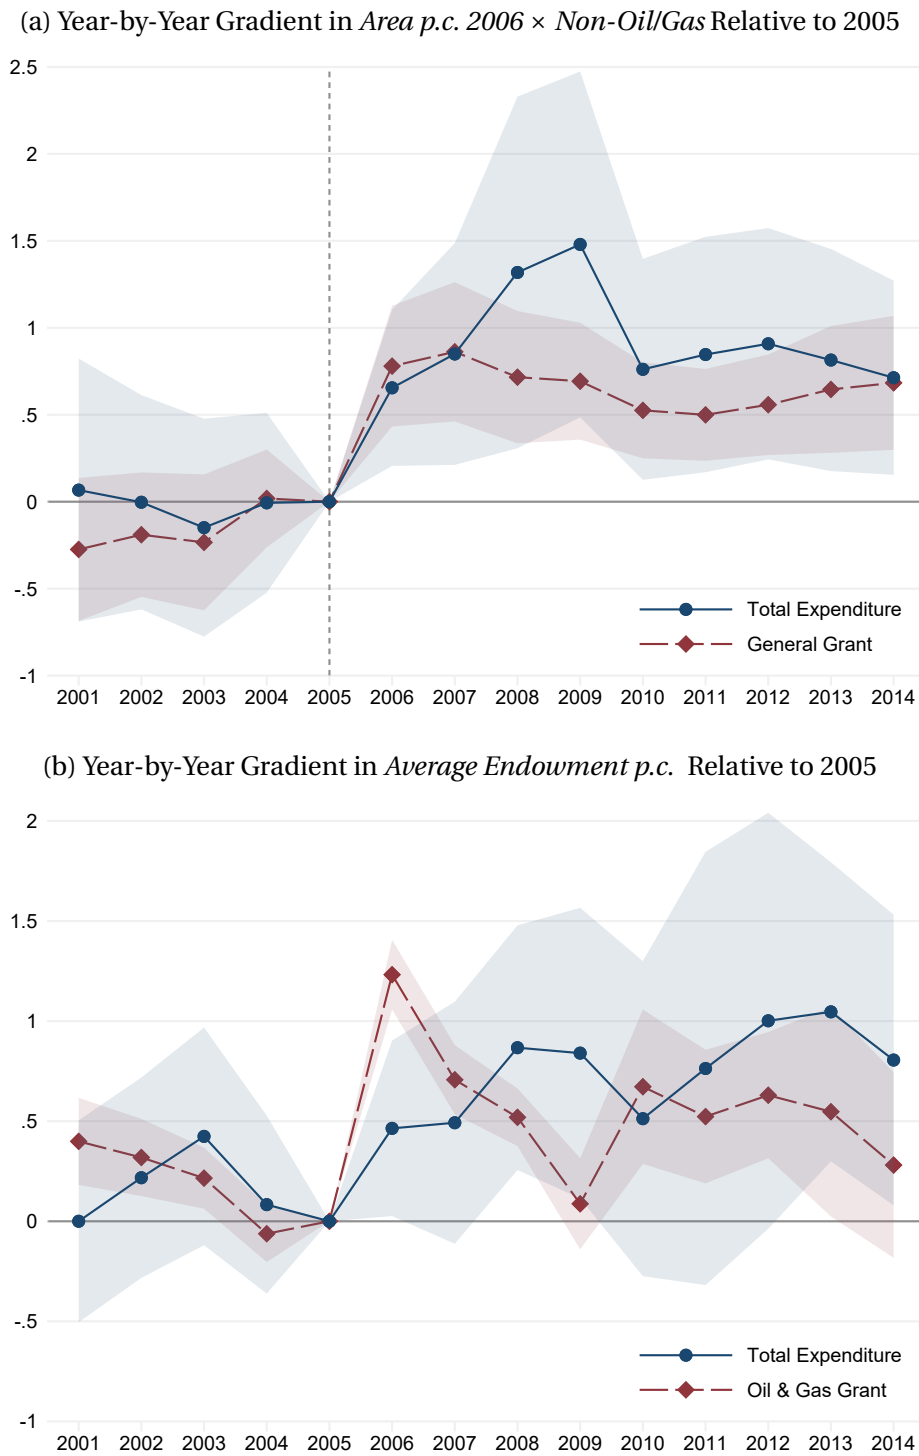 (a) Year-by-Year Gradient in Area p.c. 2006 × Non-Oil/Gas Relative to 2005
2.5
2
1.5
1
.5
0
-.5
-1
Total Expenditure
General Grant
2001 2002 2003 2004 2005 2006 2007 2008 2009 2010 2011 2012 2013 2014
(b) Year-by-Year Gradient in Average Endowment p.c. Relative to 2005
2
1.5
1
.5
0
-.5
-1
Total Expenditure
Oil & Gas Grant
2001 2002 2003 2004 2005 2006 2007 2008 2009 2010 2011 2012 2013 2014